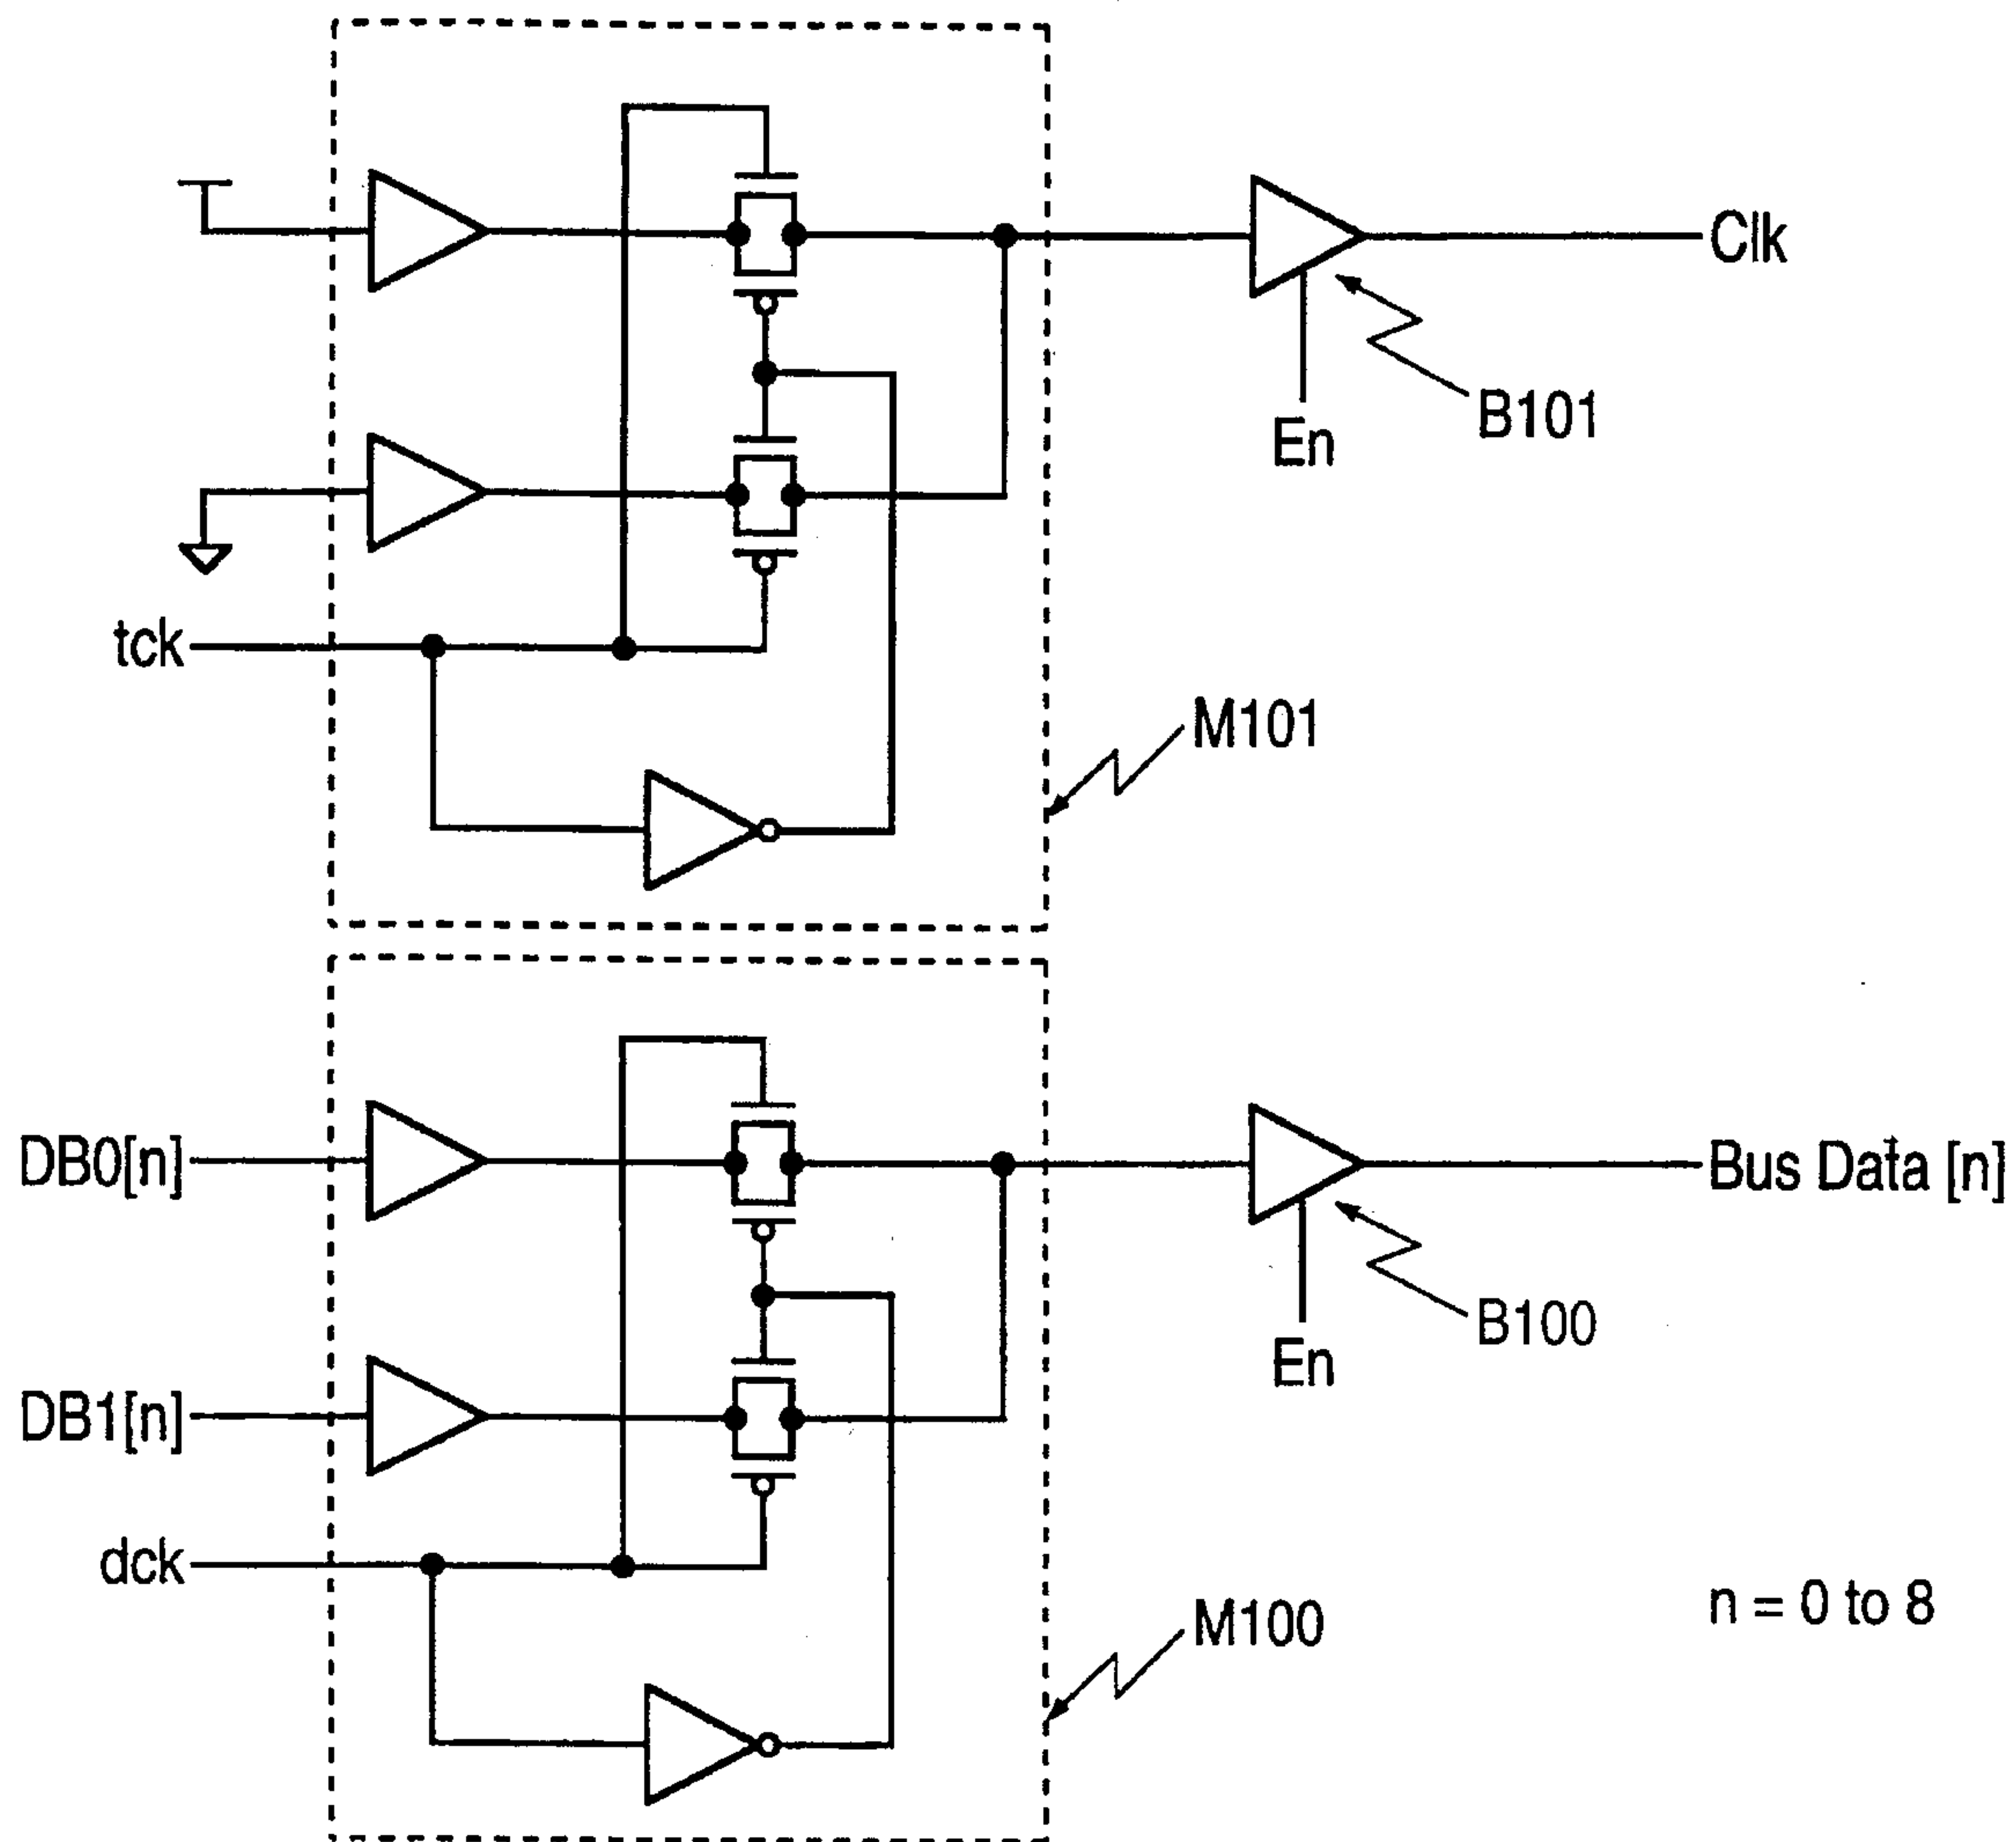 Clk
B101
En
tck
M101
DB0[n]
Bus Data [n]
B100
En
DB1[n]
dck
n = 0 to 8
M100